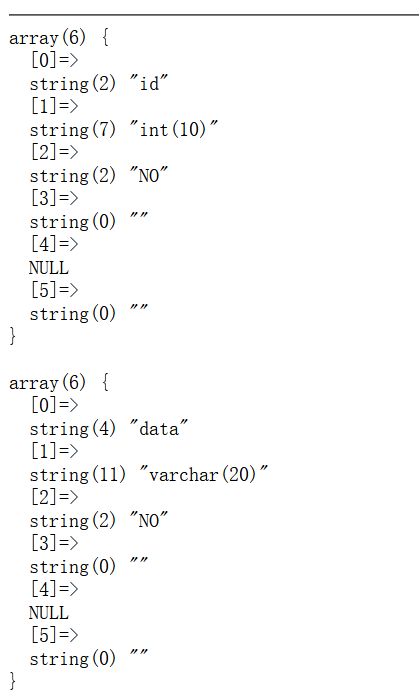 array(6) {
  [0]=>
  string(2) "id"
  [1]=>
  string(7) "int(10)"
  [2]=>
  string(2) "NO"
  [3]=>
  string(0) ""
  [4]=>
  NULL
  [5]=>
  string(0) ""
}
array(6) {
  [0]=>
  string(4) "data"
  [1]=>
  string(11) "varchar(20)"
  [2]=>
  string(2) "NO"
  [3]=>
  string(0) ""
  [4]=>
  NULL
  [5]=>
  string(0) ""
}